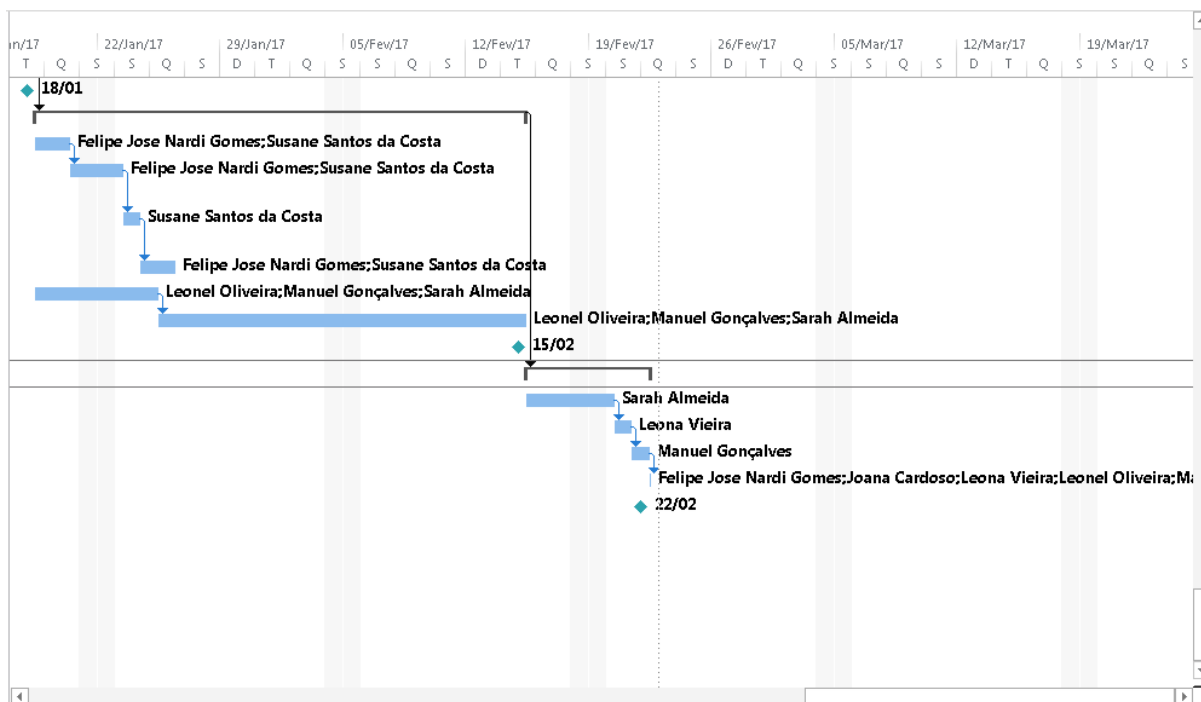 an/17 22/Jan/17 29/Jan/17 05/Fev/17 12/Fev/17 19/Fev/17 26/Fev/17 05/Mar/17 12/Mar/17 19/Mar/17
T Q S S Q S D T Q S S Q S D T Q S S Q S D T Q S S Q S D T Q S S Q S
18/01
Felipe Jose Nardi Gomes;Susane Santos da Costa
Felipe Jose Nardi Gomes;Susane Santos da Costa
Susane Santos da Costa
Felipe Jose Nardi Gomes;Susane Santos da Costa
Leonel Oliveira;Manuel Gonçalves;Sarah Almeida
Leonel Oliveira;Manuel Gonçalves;Sarah Almeida
15/02
Sarah Almeida
Leona Vieira
Manuel Gonçalves
Felipe Jose Nardi Gomes;Joana Cardoso;Leona Vieira;Leonel Oliveira;Ma
22/02